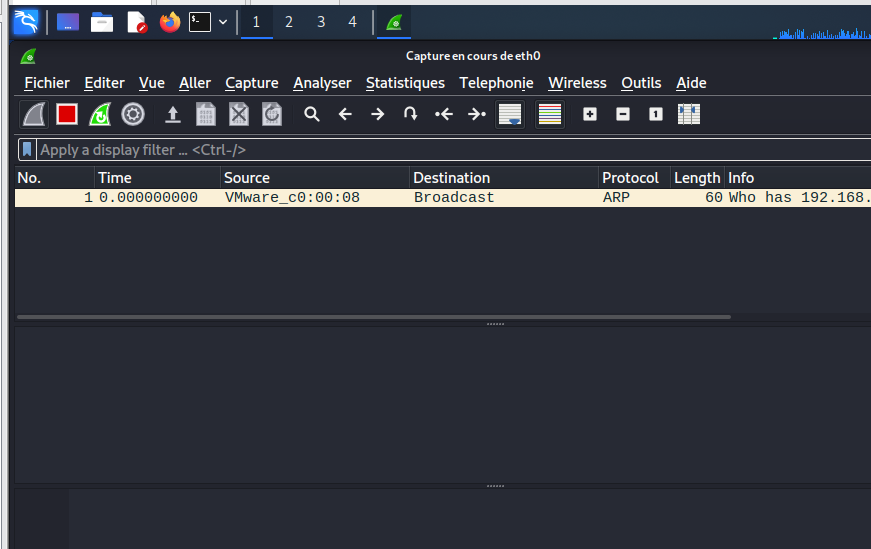 1 2 3 4
Capture en cours de eth0
Fichier Editer Vue Aller Capture Analyser Statistiques Telephonie Wireless Outils Aide
Apply a display filter ... <Ctrl-/>
No. Time Source Destination Protocol Length Info
1 0.000000000 VMware_c0:00:08 Broadcast ARP 60 Who has 192.168.